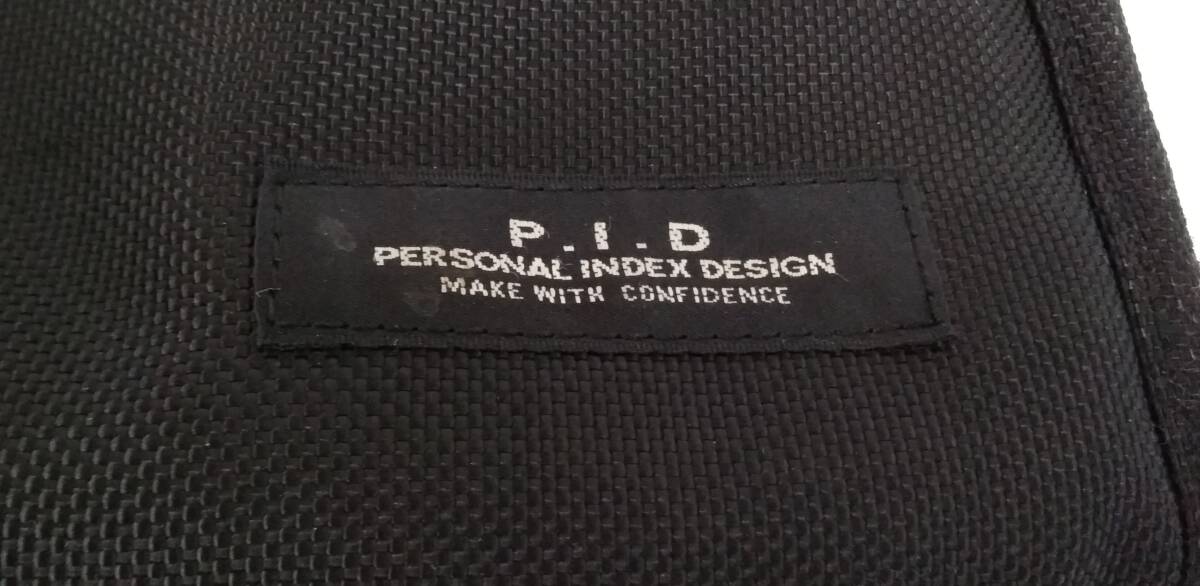 P.I.D
PERSONAL INDEX DESIGN
MAKE WITH CONFIDENCE